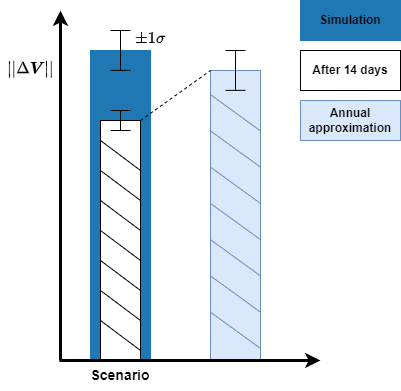 Simulation
±1σ
||ΔV||
After 14 days
Annual
approximation
Scenario